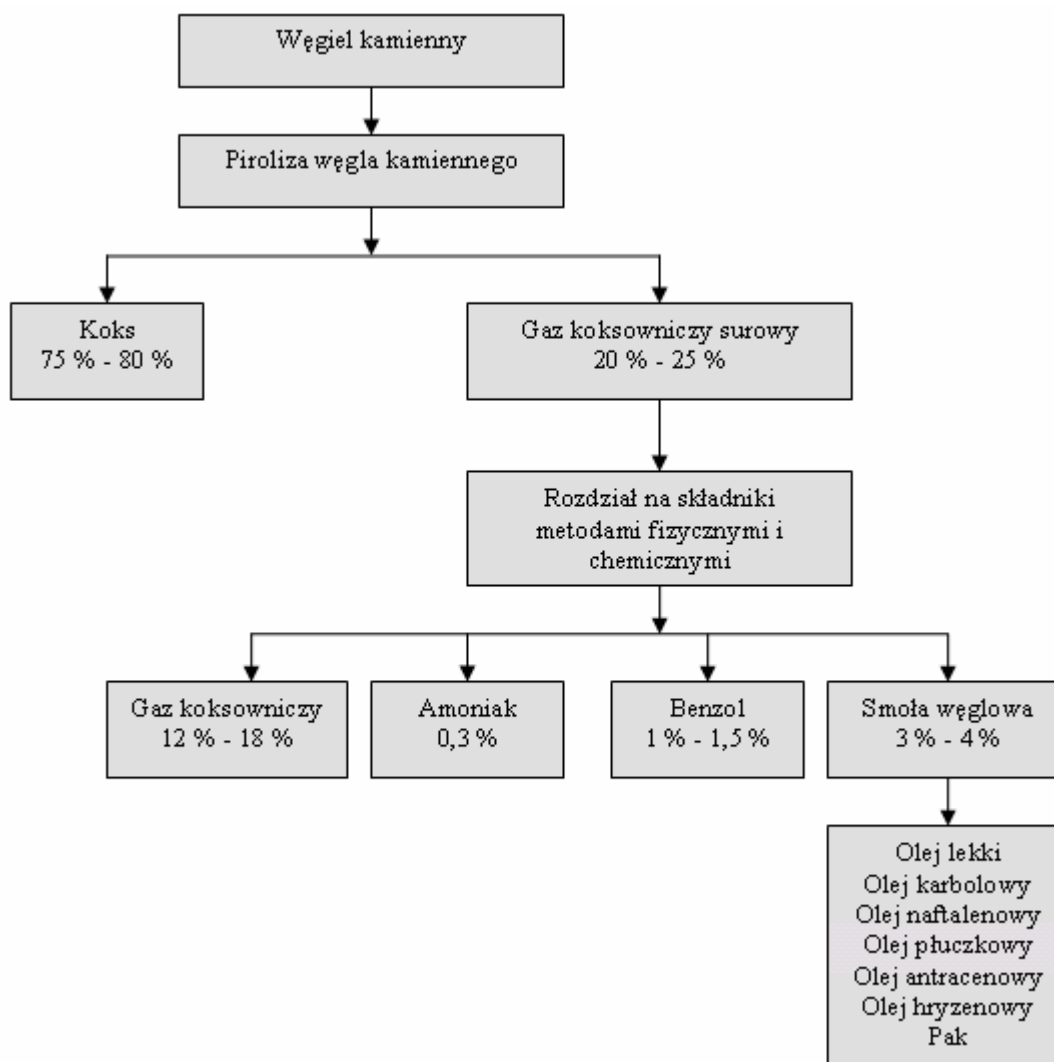 Węgiel kamienny
Piroliza węgla kamiennego
Koks
75 % - 80 %
Gaz koksowniczy surowy
20 % - 25 %
Rozdział na składniki
metodami fizycznymi i
chemicznymi
Gaz koksowniczy
12 % - 18 %
Amoniak
0,3 %
Benzol
1 % - 1,5 %
Smoła węglowa
3 % - 4 %
Olej lekki
Olej karbolowy
Olej naftalenowy
Olej płuczkowy
Olej antracenowy
Olej hryzenowy
Pak